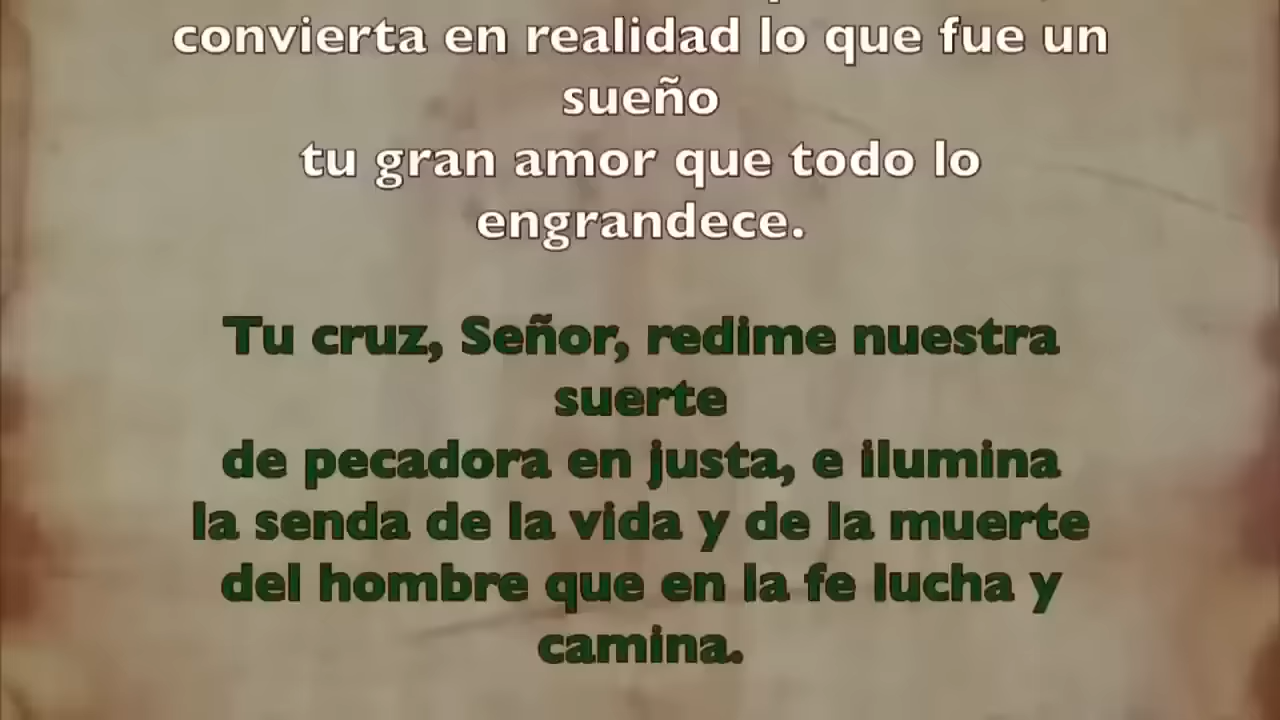 convierta en realidad lo que fue un
sueño
tu gran amor que todo lo
engrandece.
Tu cruz, Señor, redime nuestra
suerte
de pecadora en justa, e ilumina
la senda de la vida y de la muerte
del hombre que en la fe lucha y
camina.